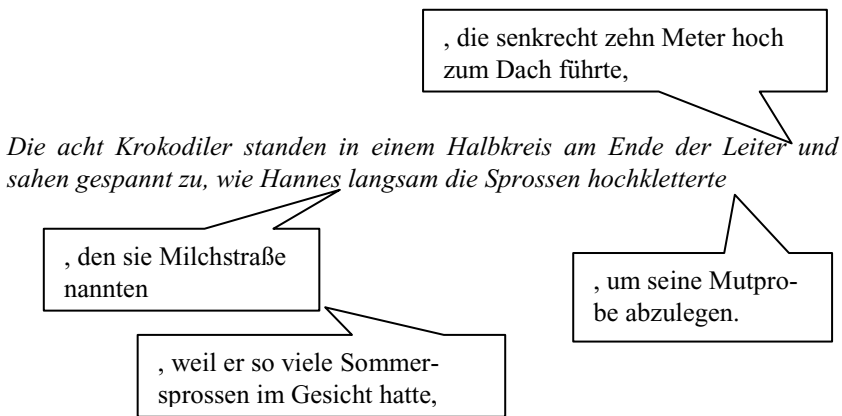 , die senkrecht zehn Meter hoch
zum Dach führte,
Die acht Krokodiler standen in einem Halbkreis am Ende der Leiter und
sahen gespannt zu, wie Hannes langsam die Sprossen hochkletterte
, den sie Milchstraße
nannten
, um seine Mutpro-
be abzulegen.
, weil er so viele Sommer-
sprossen im Gesicht hatte,